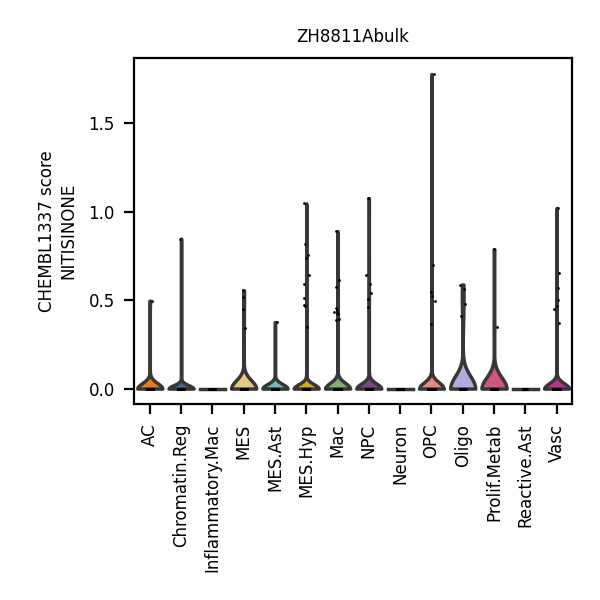 ZH8811Abulk
CHEMBL1337 score
NITISINONE
1.5
1.0
0.5
0.0
AC
Chromatin.Reg
Inflammatory.Mac
MES
MES.Ast
MES.Hyp
Mac
NPC
Neuron
OPC
Oligo
Prolif.Metab
Reactive.Ast
Vasc